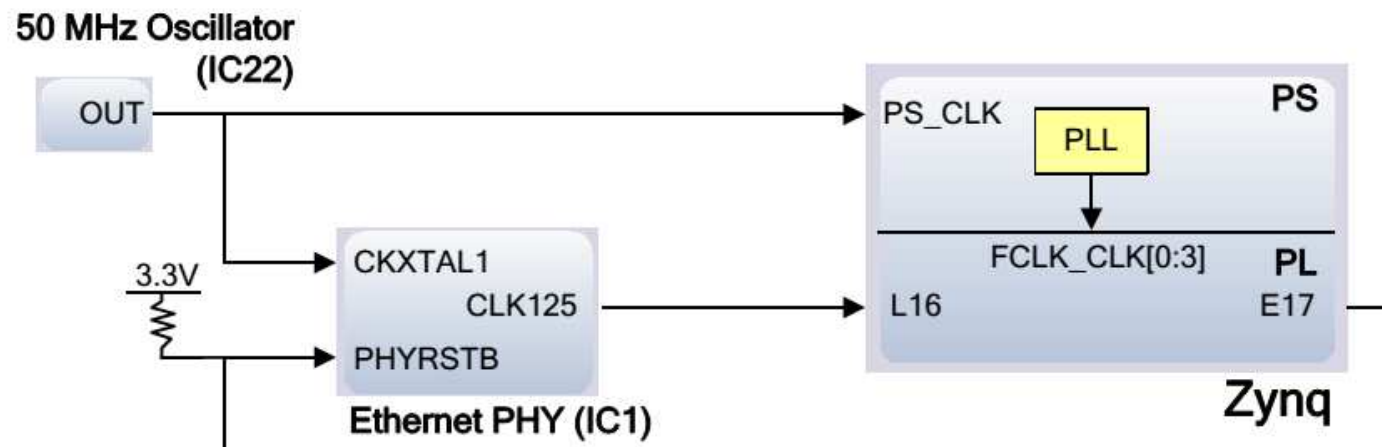 50 MHz Oscillator
(IC22)
OUT
PS_CLK
PS
PLL
FCLK_CLK[0:3]
PL
L16
E17
Zynq
CKXTAL1
CLK125
PHYRSTB
3.3V
Ethernet PHY (IC1)